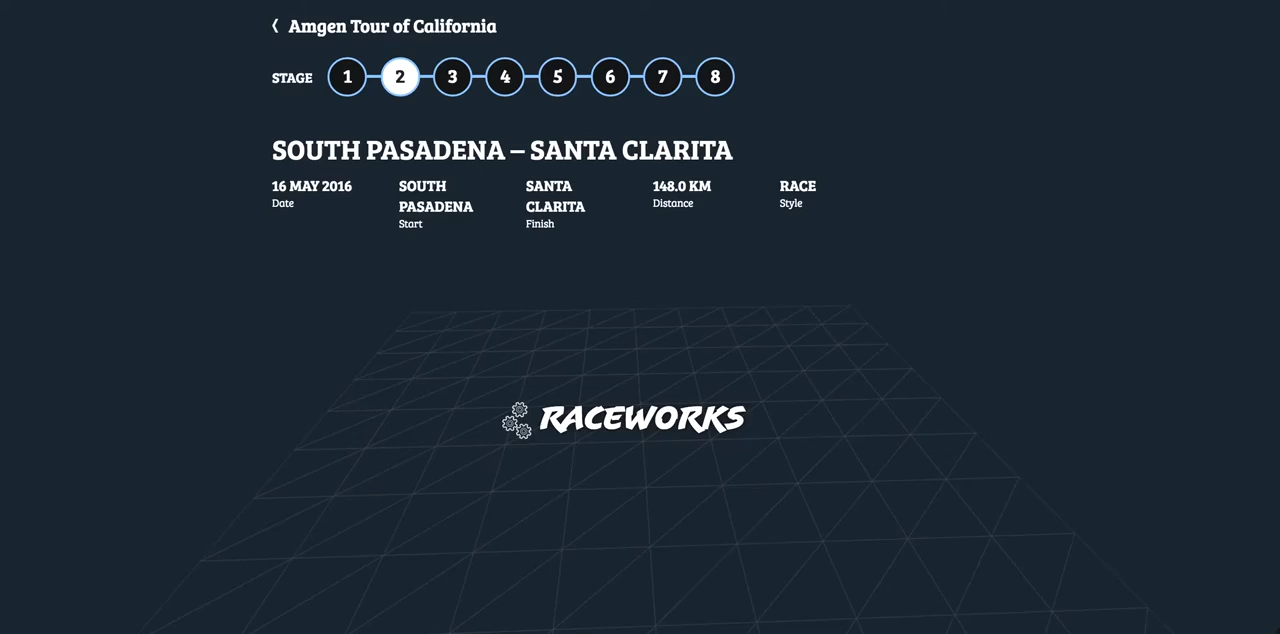 Amgen Tour of California
STAGE 1 2 3 4 5 6 7 8
SOUTH PASADENA – SANTA CLARITA
16 MAY 2016
Date
SOUTH
PASADENA
Start
SANTA
CLARITA
Finish
148.0 KM
Distance
RACE
Style
RACEWORKS